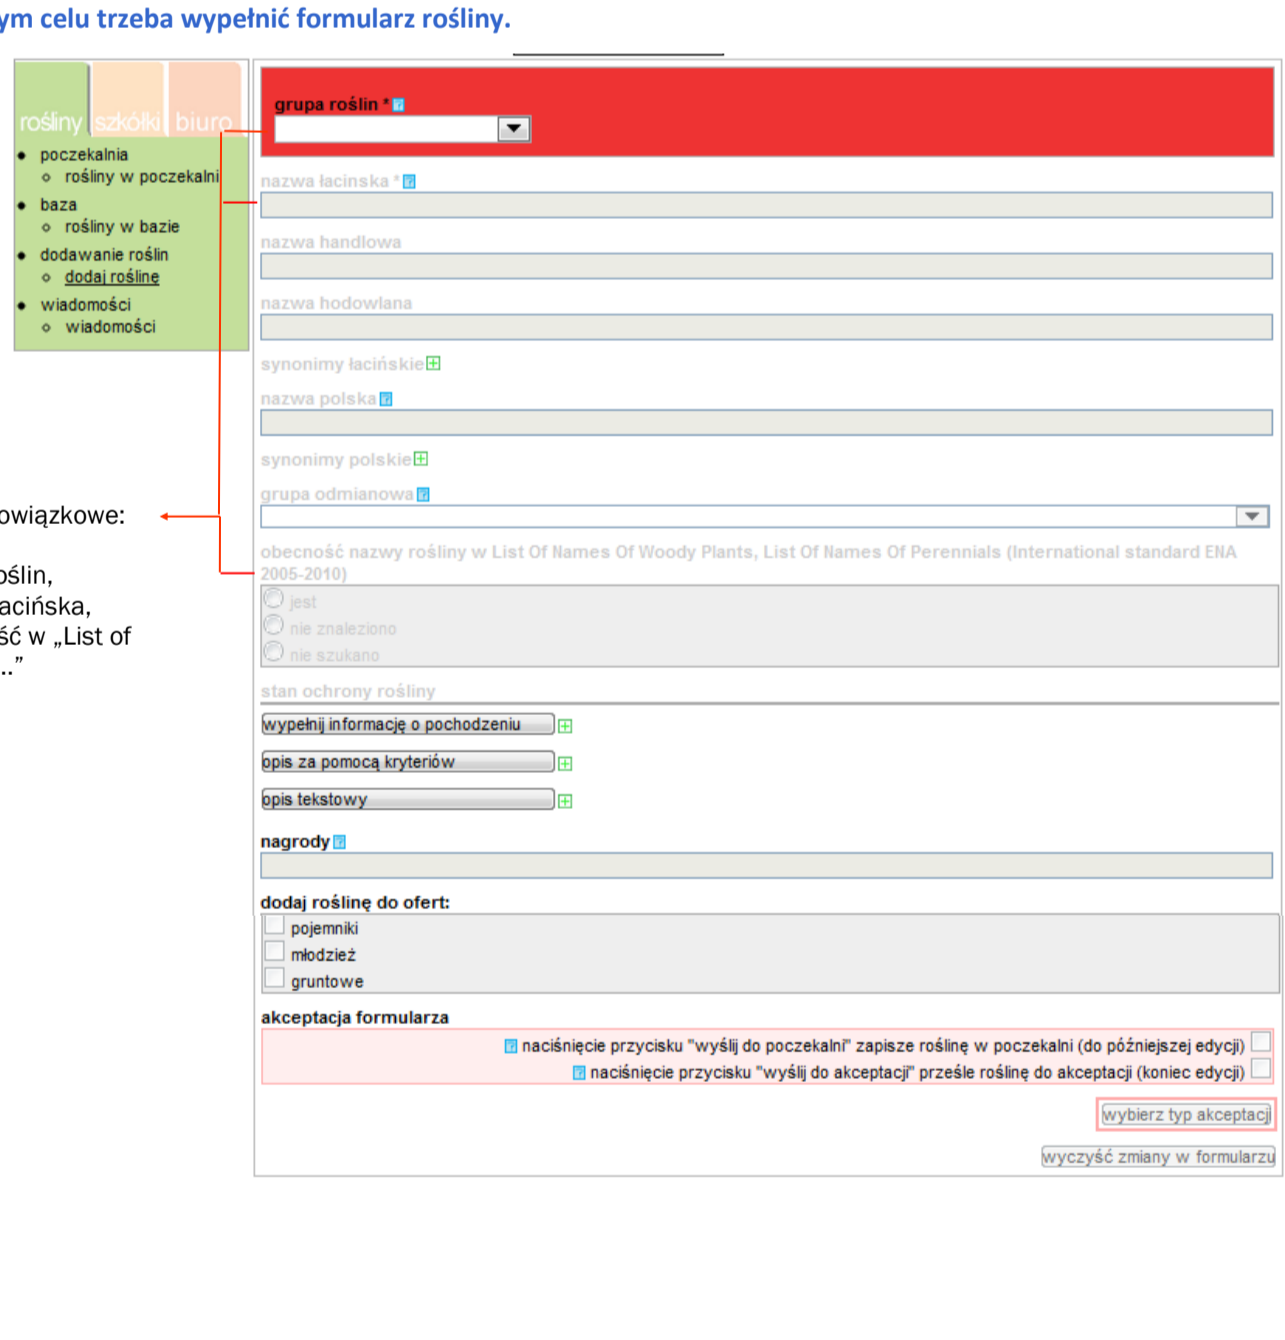 ym celu trzeba wypełnić formularz rośliny.
rośliny szkółki biuro
poczekalnia
rośliny w poczekalni
baza
rośliny w bazie
dodawanie roślin
dodaj roślinę
wiadomości
wiadomości
owiązkowe:
oślin,
acińska,
ść w „List of
..”
grupa roślin *
nazwa łacinska *
nazwa handlowa
nazwa hodowlana
synonimy łacińskie
nazwa polska
synonimy polskie
grupa odmianowa
obecność nazwy rośliny w List Of Names Of Woody Plants, List Of Names Of Perennials (International standard ENA
2005-2010)
jest
nie znaleziono
nie szukano
stan ochrony rośliny
wypełnij informację o pochodzeniu
opis za pomocą kryteriów
opis tekstowy
nagrody
dodaj roślinę do ofert:
pojemniki
młodzież
gruntowe
akceptacja formularza
naciśnięcie przycisku "wyślij do poczekalni" zapisze roślinę w poczekalni (do późniejszej edycji)
naciśnięcie przycisku "wyślij do akceptacji" prześle roślinę do akceptacji (koniec edycji)
wybierz typ akceptacji
wyczyść zmiany w formularzu